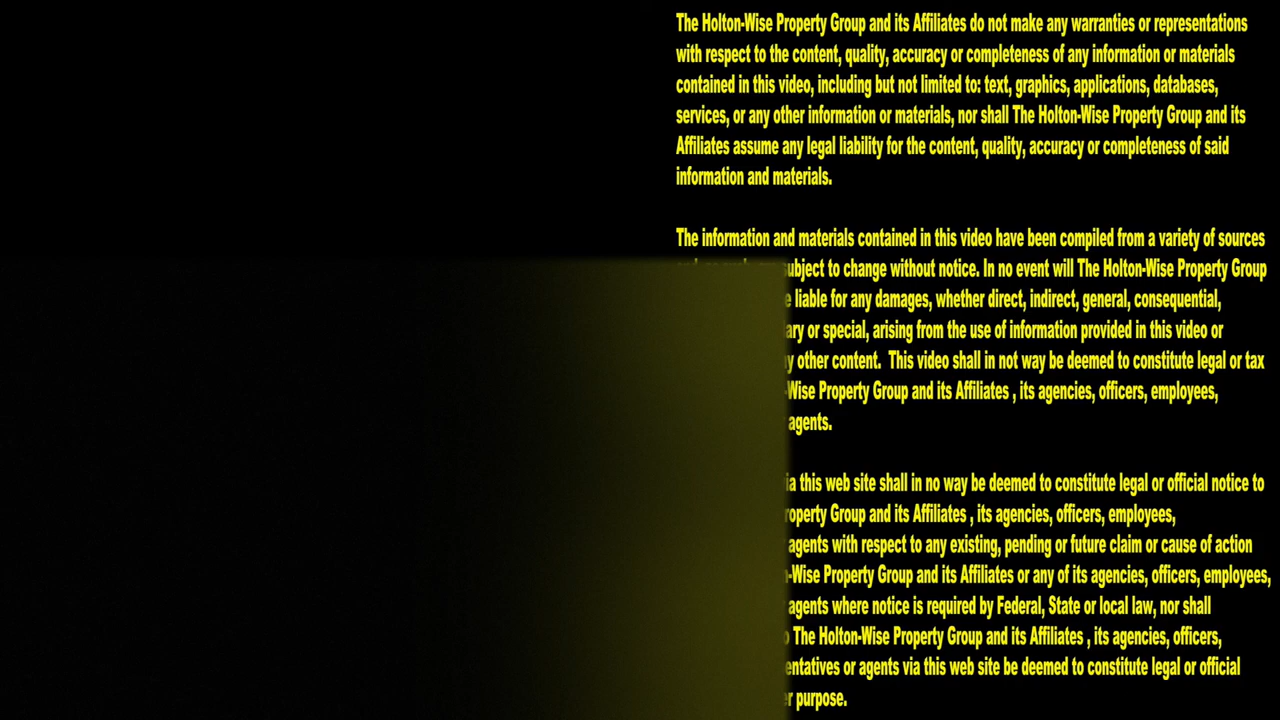 The Holton-Wise Property Group and its Affiliates do not make any warranties or representations
with respect to the content, quality, accuracy or completeness of any information or materials
contained in this video, including but not limited to: text, graphics, applications, databases,
services, or any other information or materials, nor shall The Holton-Wise Property Group and its
Affiliates assume any legal liability for the content, quality, accuracy or completeness of said
information and materials.
The information and materials contained in this video have been compiled from a variety of sources
subject to change without notice. In no event will The Holton-Wise Property Group
liable for any damages, whether direct, indirect, general, consequential,
or special, arising from the use of information provided in this video or
other content. This video shall in not way be deemed to constitute legal or tax
-Wise Property Group and its Affiliates , its agencies, officers, employees,
agents.
this web site shall in no way be deemed to constitute legal or official notice to
Group and its Affiliates , its agencies, officers, employees,
agents with respect to any existing, pending or future claim or cause of action
-Wise Property Group and its Affiliates or any of its agencies, officers, employees,
agents where notice is required by Federal, State or local law, nor shall
The Holton-Wise Property Group and its Affiliates , its agencies, officers,
or agents via this web site be deemed to constitute legal or official
purpose.